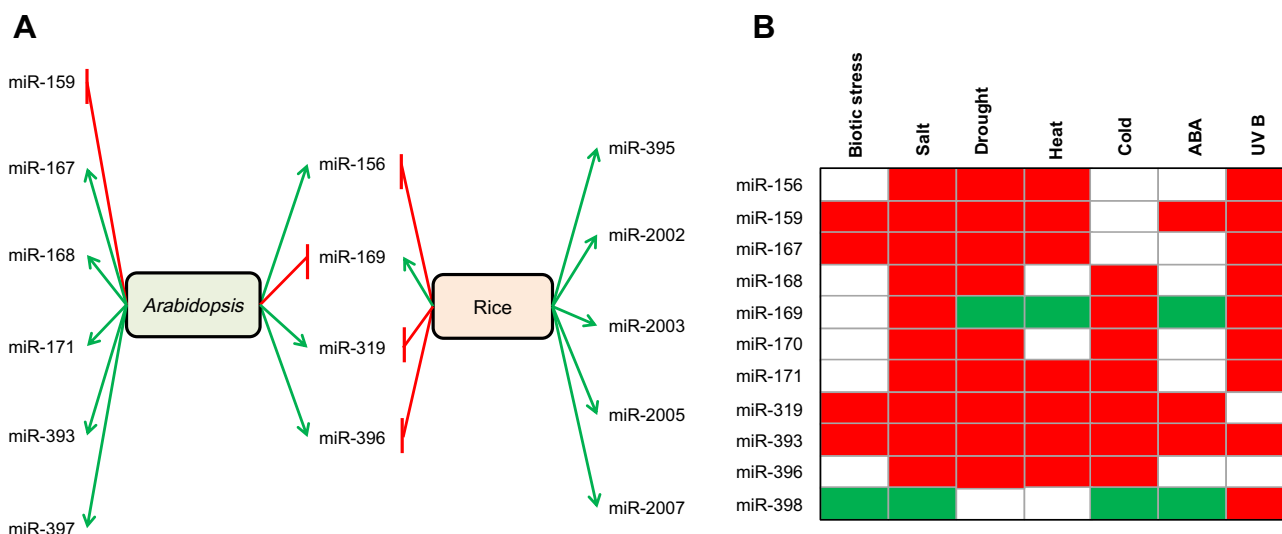 A
miR-159
miR-167
miR-168
miR-171
miR-393
miR-397
Arabidopsis
miR-156
miR-169
miR-319
miR-396
Rice
miR-395
miR-2002
miR-2003
miR-2005
miR-2007
B
Biotic stress
Salt
Drought
Heat
Cold
ABA
UV B
miR-156
miR-159
miR-167
miR-168
miR-169
miR-170
miR-171
miR-319
miR-393
miR-396
miR-398